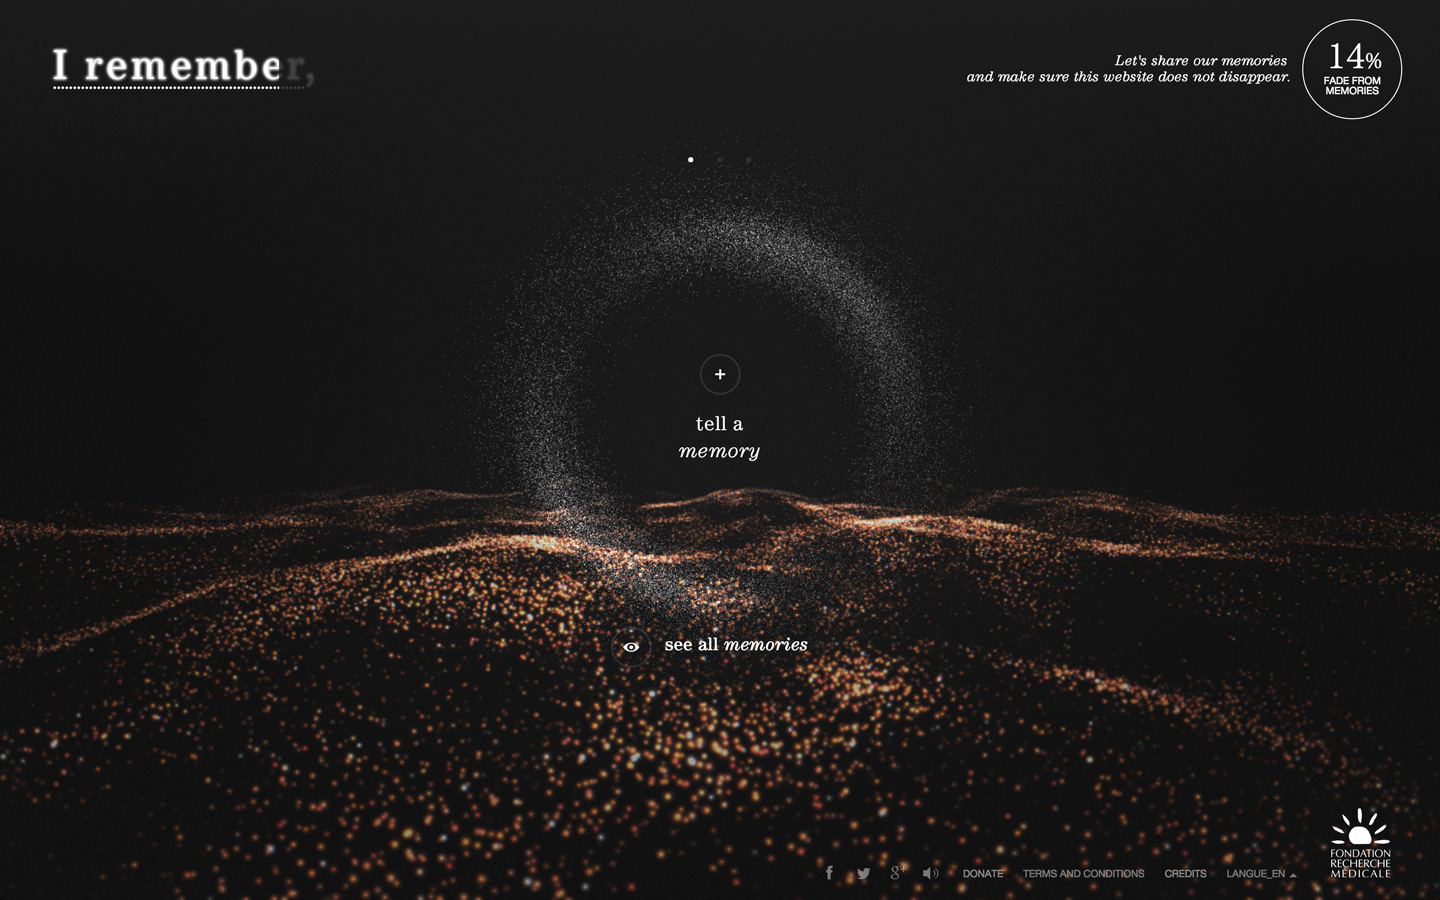 I remember,
Let's share our memories
and make sure this website does not disappear.
14%
FADE FROM
MEMORIES
tell a
memory
see all memories
DONATE
TERMS AND CONDITIONS
CREDITS
LANGUE_EN
FONDATION
RECHERCHE
MÉDICALE